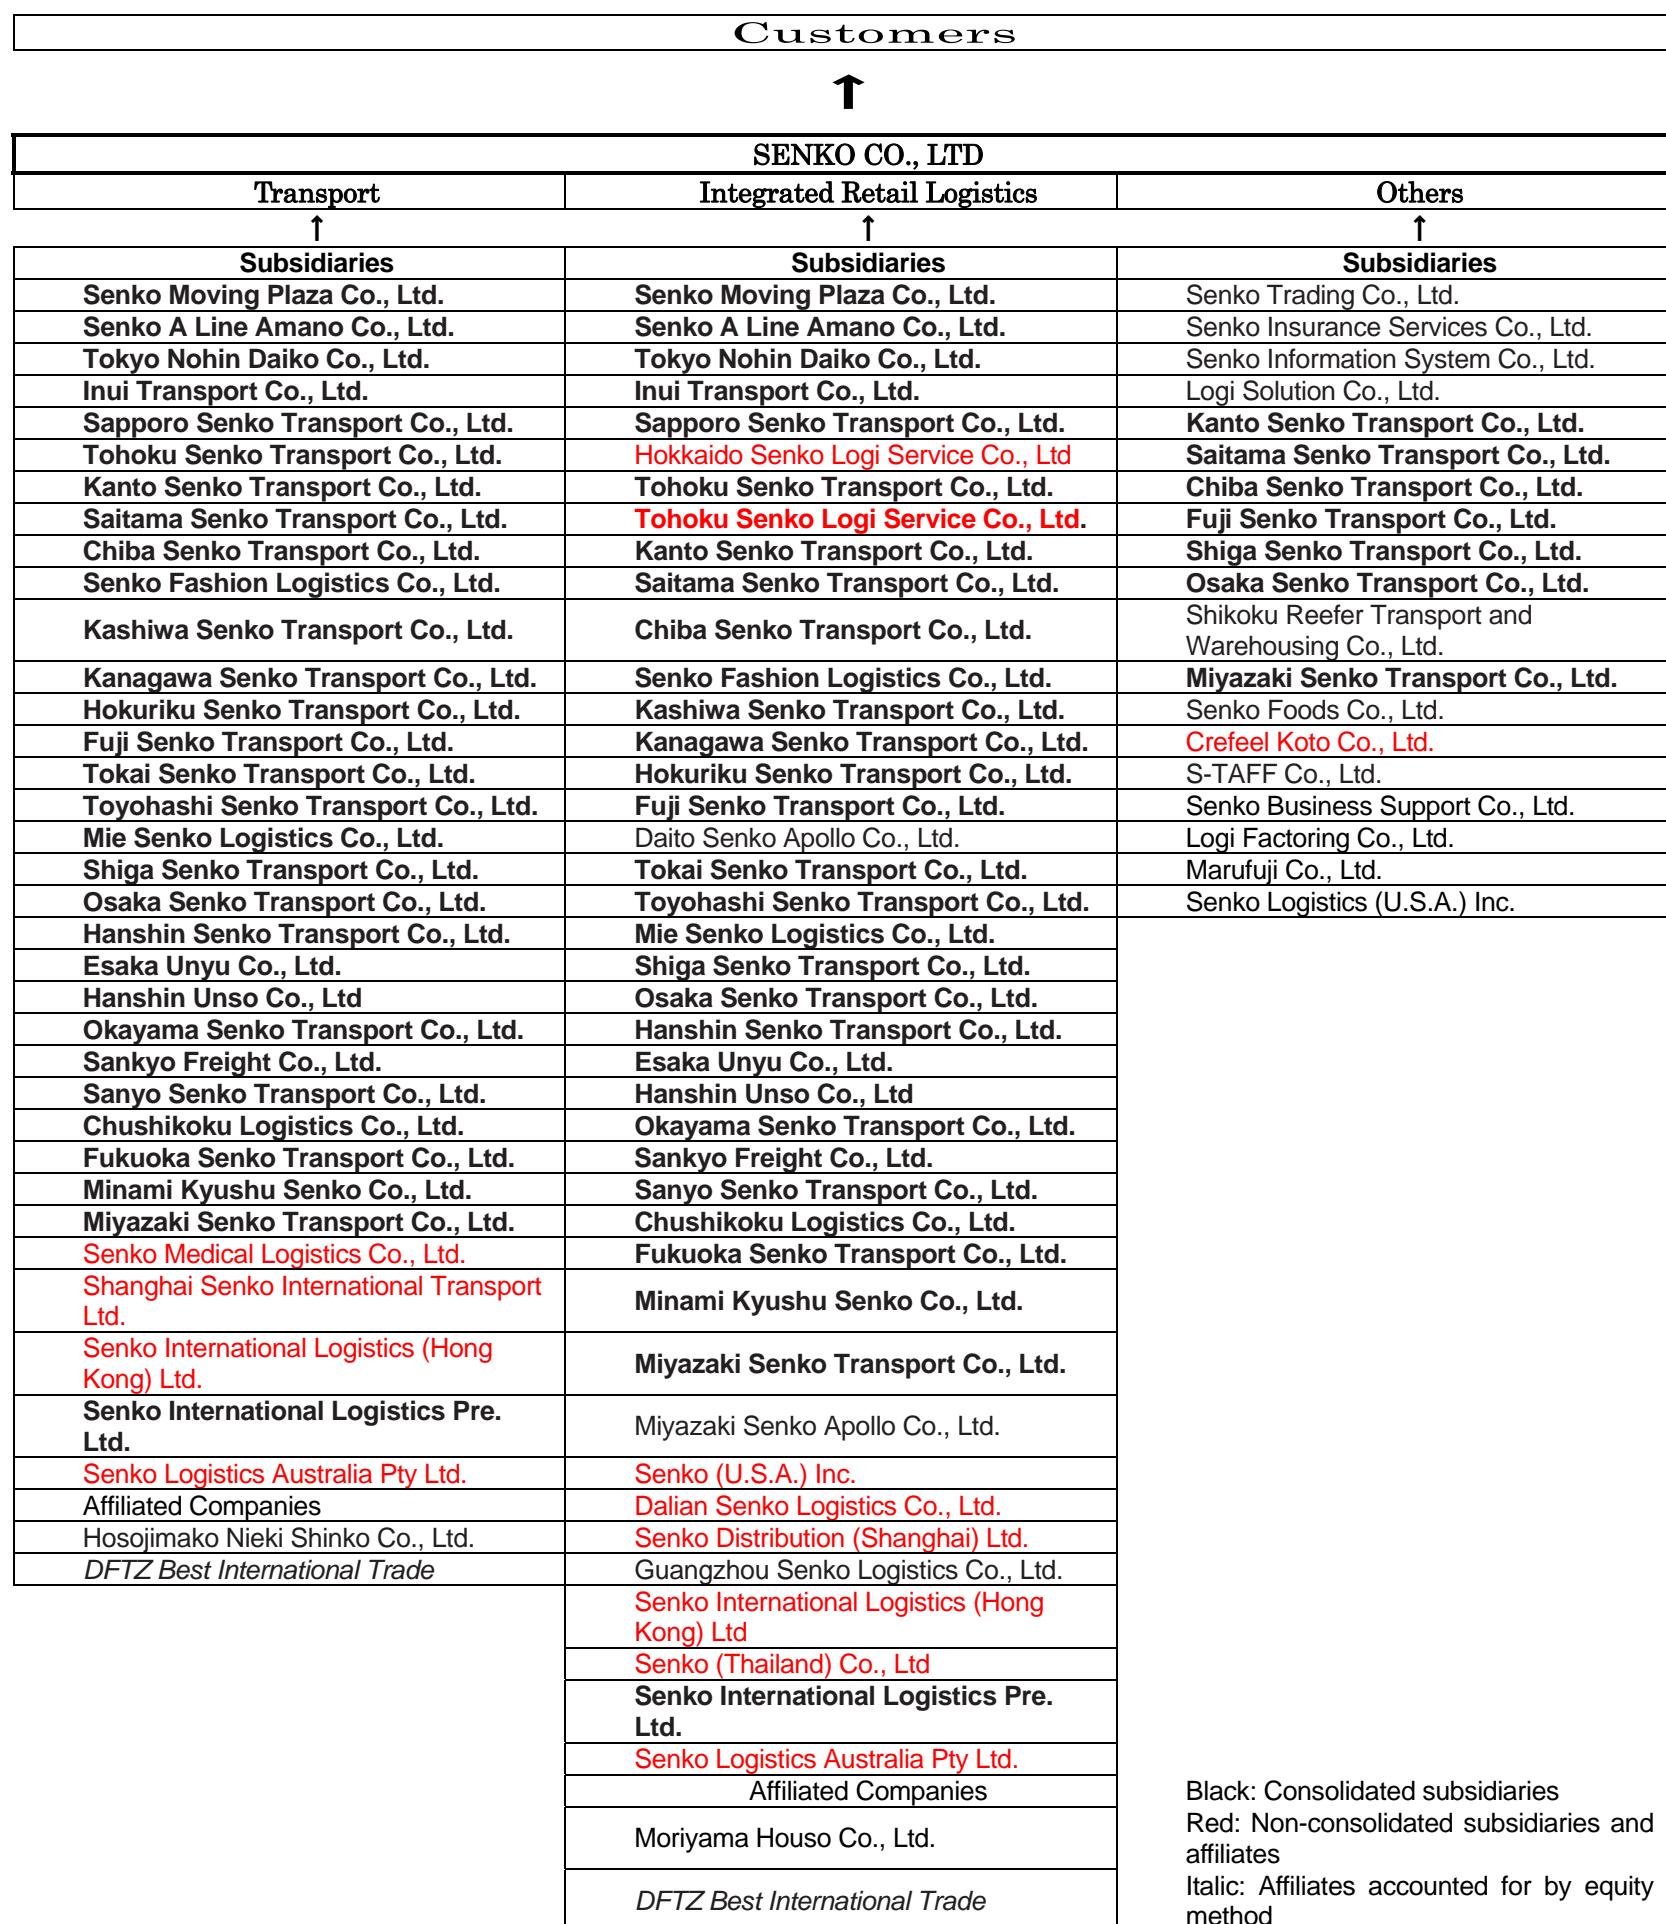 Customers
↑
SENKO CO., LTD
Transport
Integrated Retail Logistics
Others
↑
↑
↑
Subsidiaries
Senko Moving Plaza Co., Ltd.
Senko A Line Amano Co., Ltd.
Tokyo Nohin Daiko Co., Ltd.
Inui Transport Co., Ltd.
Sapporo Senko Transport Co., Ltd.
Tohoku Senko Transport Co., Ltd.
Kanto Senko Transport Co., Ltd.
Saitama Senko Transport Co., Ltd.
Chiba Senko Transport Co., Ltd.
Senko Fashion Logistics Co., Ltd.
Kashiwa Senko Transport Co., Ltd.
Kanagawa Senko Transport Co., Ltd.
Hokuriku Senko Transport Co., Ltd.
Fuji Senko Transport Co., Ltd.
Tokai Senko Transport Co., Ltd.
Toyohashi Senko Transport Co., Ltd.
Mie Senko Logistics Co., Ltd.
Shiga Senko Transport Co., Ltd.
Osaka Senko Transport Co., Ltd.
Hanshin Senko Transport Co., Ltd.
Esaka Unyu Co., Ltd.
Hanshin Unso Co., Ltd
Okayama Senko Transport Co., Ltd.
Sankyo Freight Co., Ltd.
Sanyo Senko Transport Co., Ltd.
Chushikoku Logistics Co., Ltd.
Fukuoka Senko Transport Co., Ltd.
Minami Kyushu Senko Co., Ltd.
Miyazaki Senko Transport Co., Ltd.
Senko Medical Logistics Co., Ltd.
Shanghai Senko International Transport
Ltd.
Senko International Logistics (Hong
Kong) Ltd.
Senko International Logistics Pre.
Ltd.
Senko Logistics Australia Pty Ltd.
Affiliated Companies
Hosojimako Nieki Shinko Co., Ltd.
DFTZ Best International Trade
Subsidiaries
Senko Moving Plaza Co., Ltd.
Senko A Line Amano Co., Ltd.
Tokyo Nohin Daiko Co., Ltd.
Inui Transport Co., Ltd.
Sapporo Senko Transport Co., Ltd.
Hokkaido Senko Logi Service Co., Ltd
Tohoku Senko Transport Co., Ltd.
Tohoku Senko Logi Service Co., Ltd.
Kanto Senko Transport Co., Ltd.
Saitama Senko Transport Co., Ltd.
Chiba Senko Transport Co., Ltd.
Senko Fashion Logistics Co., Ltd.
Kashiwa Senko Transport Co., Ltd.
Kanagawa Senko Transport Co., Ltd.
Hokuriku Senko Transport Co., Ltd.
Fuji Senko Transport Co., Ltd.
Daito Senko Apollo Co., Ltd.
Tokai Senko Transport Co., Ltd.
Toyohashi Senko Transport Co., Ltd.
Mie Senko Logistics Co., Ltd.
Shiga Senko Transport Co., Ltd.
Osaka Senko Transport Co., Ltd.
Hanshin Senko Transport Co., Ltd.
Esaka Unyu Co., Ltd.
Hanshin Unso Co., Ltd
Okayama Senko Transport Co., Ltd.
Sankyo Freight Co., Ltd.
Sanyo Senko Transport Co., Ltd.
Chushikoku Logistics Co., Ltd.
Fukuoka Senko Transport Co., Ltd.
Minami Kyushu Senko Co., Ltd.
Miyazaki Senko Transport Co., Ltd.
Miyazaki Senko Apollo Co., Ltd.
Senko (U.S.A.) Inc.
Dalian Senko Logistics Co., Ltd.
Senko Distribution (Shanghai) Ltd.
Guangzhou Senko Logistics Co., Ltd.
Senko International Logistics (Hong
Kong) Ltd
Senko (Thailand) Co., Ltd
Senko International Logistics Pre.
Ltd.
Senko Logistics Australia Pty Ltd.
Affiliated Companies
Moriyama Houso Co., Ltd.
DFTZ Best International Trade
Subsidiaries
Senko Trading Co., Ltd.
Senko Insurance Services Co., Ltd.
Senko Information System Co., Ltd.
Logi Solution Co., Ltd.
Kanto Senko Transport Co., Ltd.
Saitama Senko Transport Co., Ltd.
Chiba Senko Transport Co., Ltd.
Fuji Senko Transport Co., Ltd.
Shiga Senko Transport Co., Ltd.
Osaka Senko Transport Co., Ltd.
Shikoku Reefer Transport and
Warehousing Co., Ltd.
Miyazaki Senko Transport Co., Ltd.
Senko Foods Co., Ltd.
Crefeel Koto Co., Ltd.
S-TAFF Co., Ltd.
Senko Business Support Co., Ltd.
Logi Factoring Co., Ltd.
Marufuji Co., Ltd.
Senko Logistics (U.S.A.) Inc.
Black: Consolidated subsidiaries
Red: Non-consolidated subsidiaries and
affiliates
Italic: Affiliates accounted for by equity
method